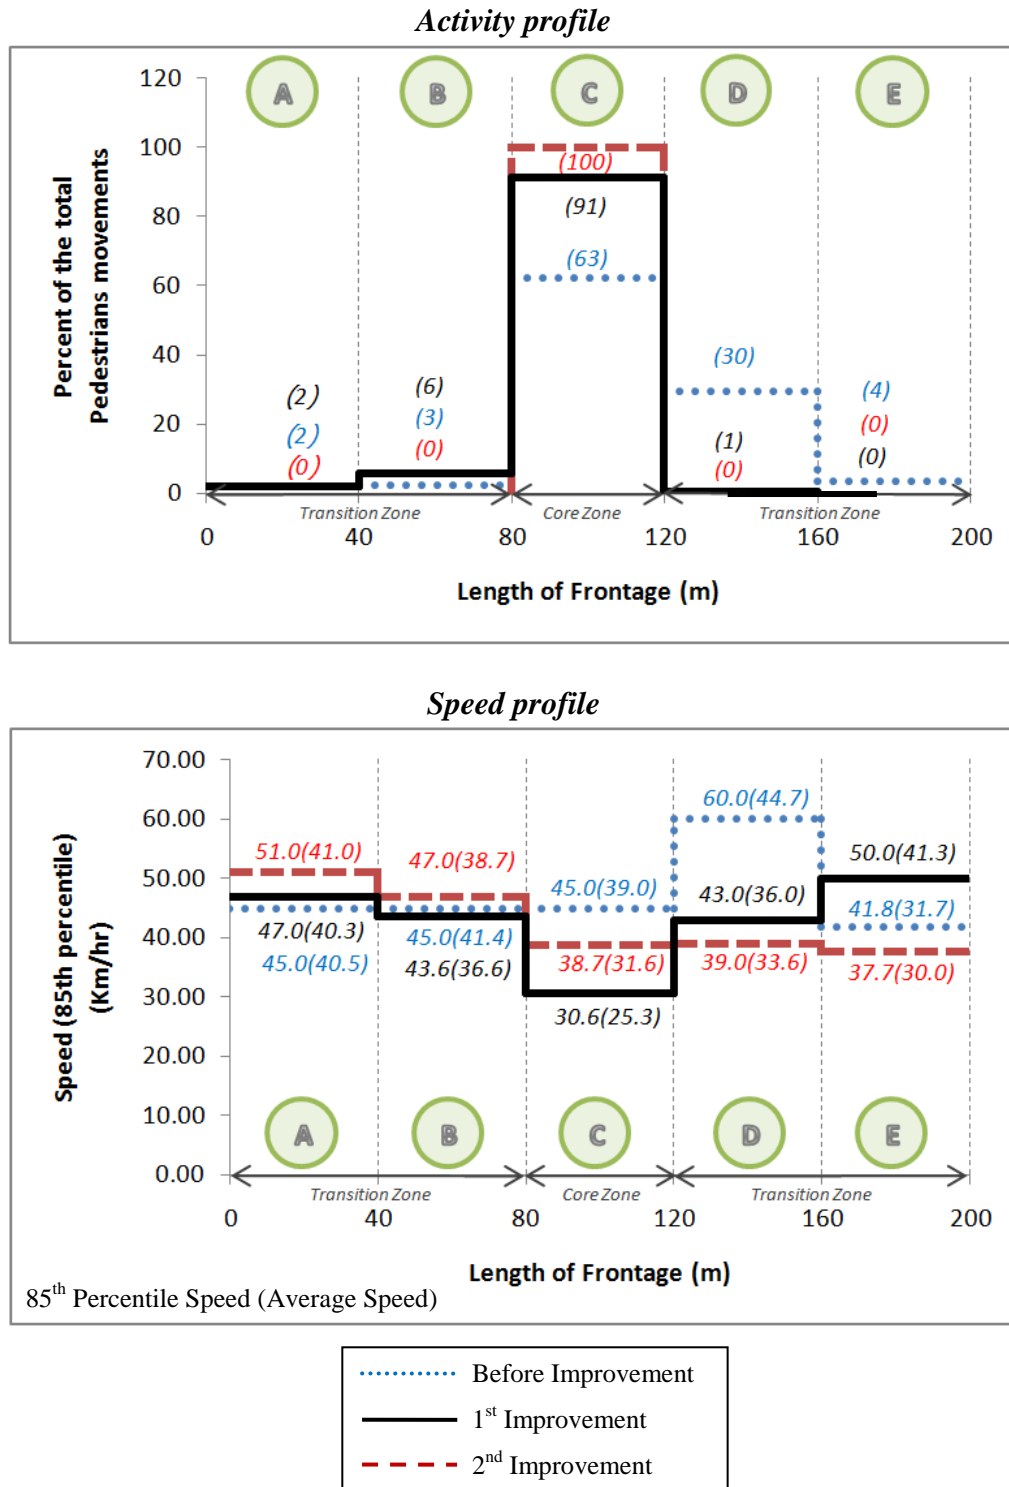 Activity profile
A B C D E
Percent of the total
Pedestrians movements
120
100
80
60
40
20
0
(100)
(91)
(63)
(30)
(2)
(6)
(4)
(2)
(3)
(0)
(0)
(0)
(1)
(0)
(0)
Transition Zone Core Zone Transition Zone
0 40 80 120 160 200
Length of Frontage (m)
Speed profile
Speed (85th percentile)
(Km/hr)
70.00
60.00
50.00
40.00
30.00
20.00
10.00
0.00
60.0(44.7)
51.0(41.0) 47.0(38.7)
50.0(41.3)
45.0(39.0)
43.0(36.0)
47.0(40.3) 45.0(41.4) 41.8(31.7)
45.0(40.5) 43.6(36.6) 38.7(31.6) 39.0(33.6) 37.7(30.0)
30.6(25.3)
A B C D E
Transition Zone Core Zone Transition Zone
0 40 80 120 160 200
Length of Frontage (m)
85th Percentile Speed (Average Speed)
Before Improvement
1st Improvement
2nd Improvement